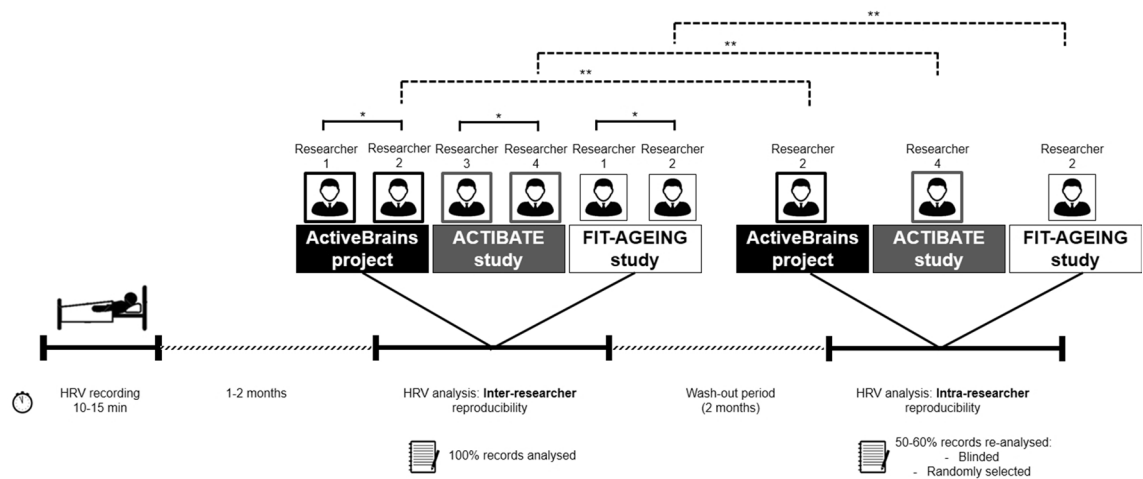 **
**
**
*
*
*
Researcher
1
Researcher
2
Researcher
3
Researcher
4
Researcher
1
Researcher
2
Researcher
2
Researcher
4
Researcher
2
ActiveBrains
project
ACTIBATE
study
FIT-AGEING
study
ActiveBrains
project
ACTIBATE
study
FIT-AGEING
study
HRV recording
10-15 min
1-2 months
HRV analysis: Inter-researcher
reproducibility
Wash-out period
(2 months)
HRV analysis: Intra-researcher
reproducibility
100% records analysed
50-60% records re-analysed:
- Blinded
- Randomly selected